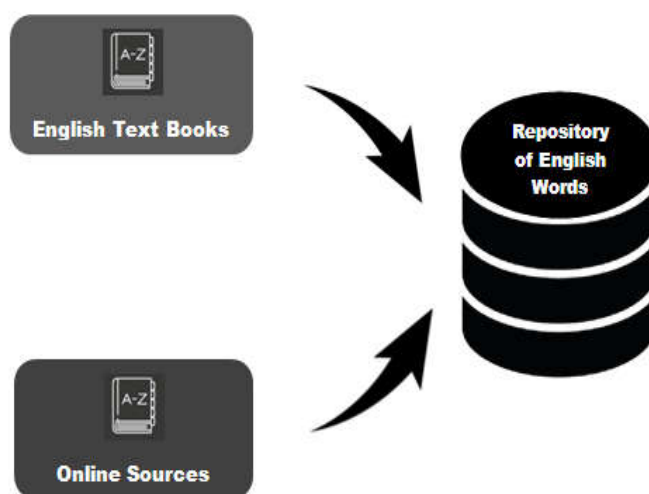 A-Z
English Text Books
Repository
of English
Words
A-Z
Online Sources